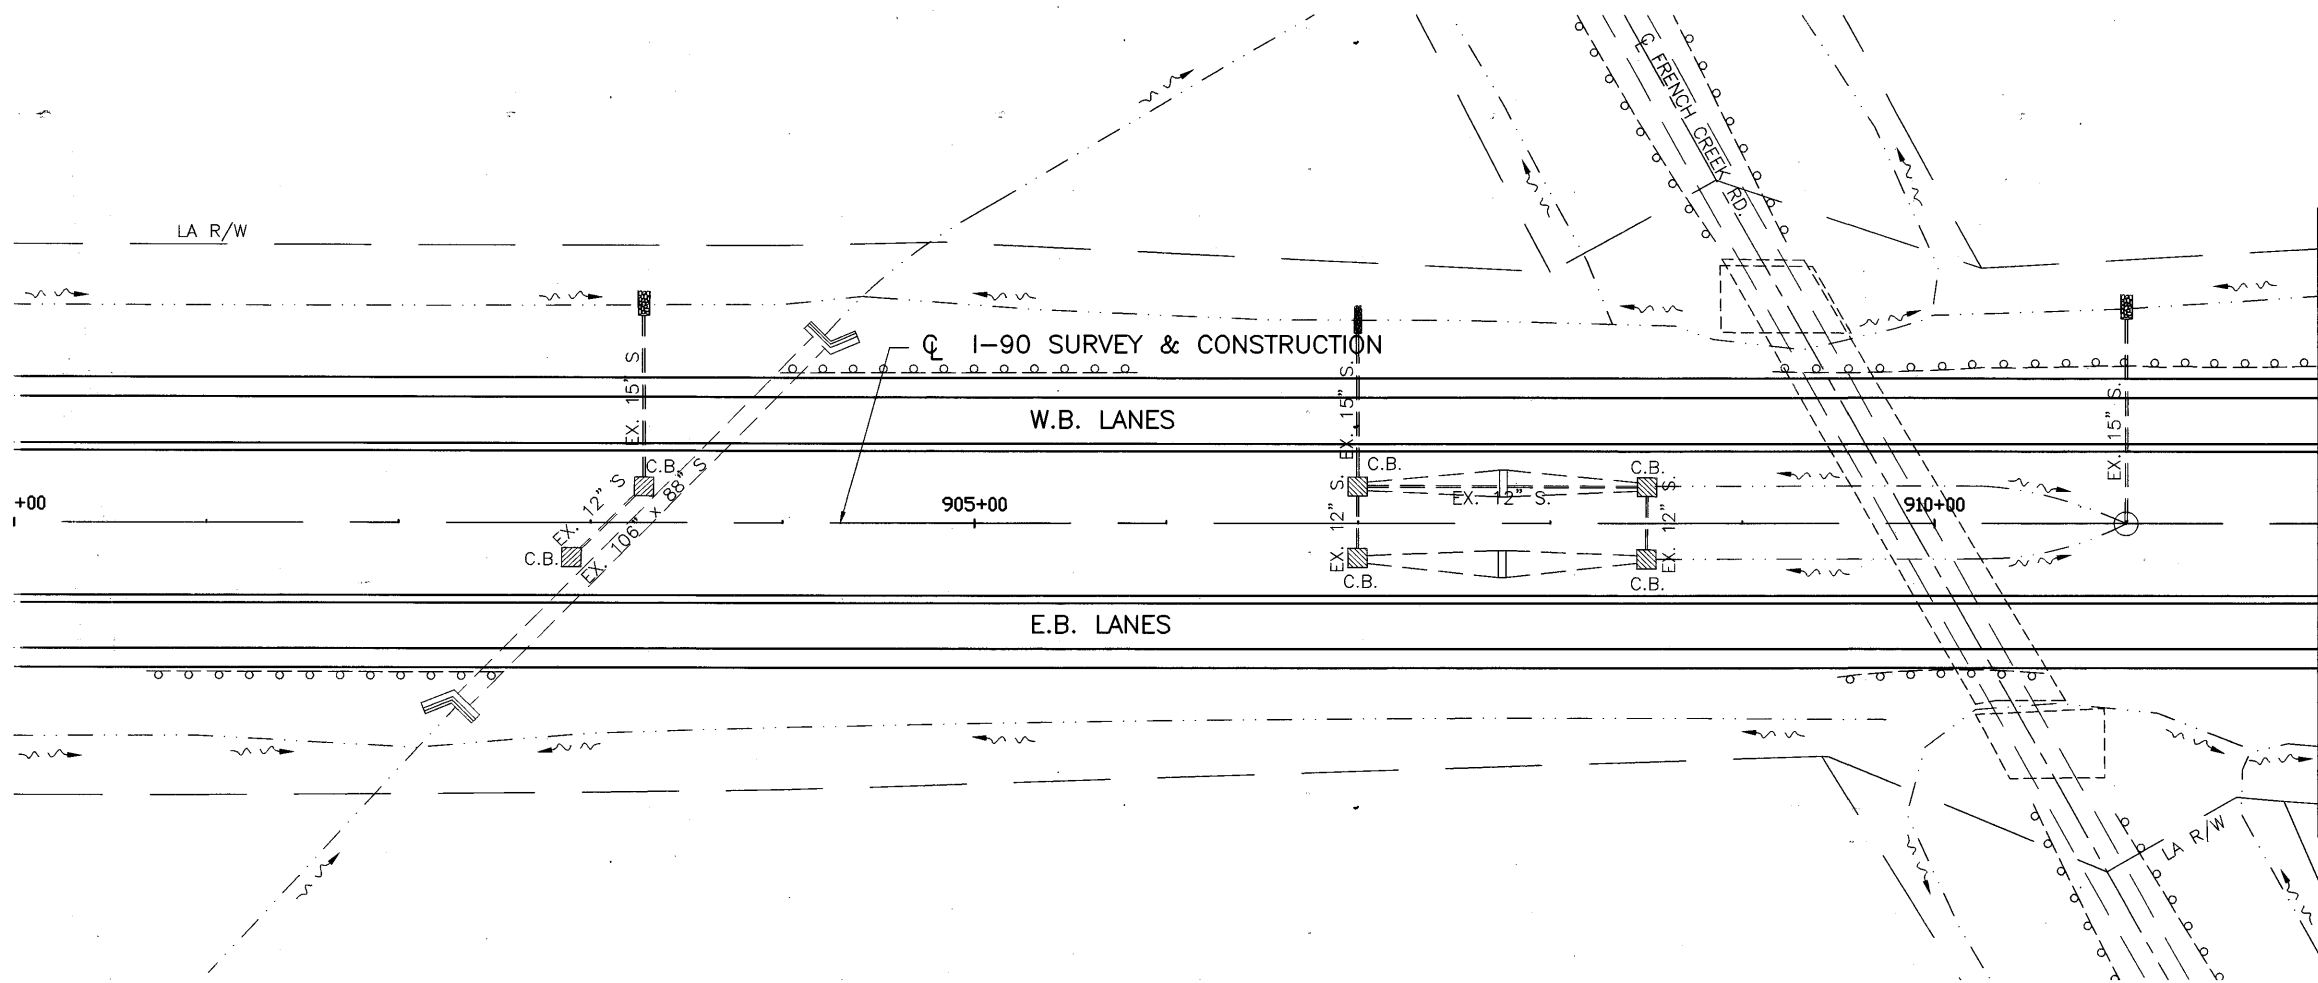 ℄ FRENCH CREEK RD.
LA R/W
℄ I-90 SURVEY & CONSTRUCTION
EX. 15" S
EX. 15" S.
EX. 15" S.
W.B. LANES
C.B.
C.B.
C.B.
EX. 12" S
EX. 106" x 88" S
EX. 12" S.
EX. 12" S.
EX. 12" S.
+00
905+00
910+00
C.B.
C.B.
C.B.
E.B. LANES
LA R/W